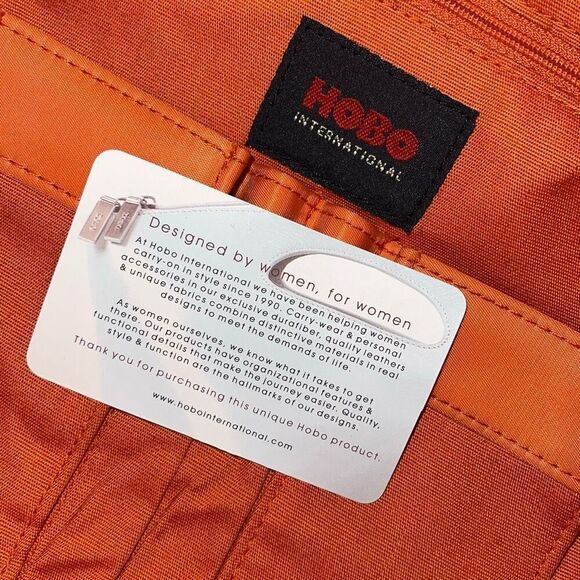 HOBO
INTERNATIONAL
Designed by women, for women
At Hobo International we have been helping women
carry-on in style since 1990. Carry-wear & personal
accessories in our exclusive duratiber, quality leathers
& unique fabrics combine distinctive materials in real
designs to meet the demands of life.
As women ourselves, we know what it takes to get
there. Our products have organizational features &
functional details that make the journey easier. Quality,
style & function are the hallmarks of our designs.
Thank you for purchasing this unique Hobo product.
www.hobointernational.com